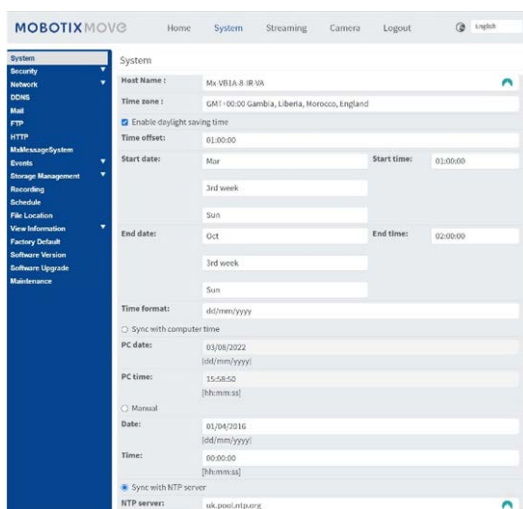 MOBOTIXMOVE
Home System Streaming Camera Logout English
System
Security
Network
DDNS
Mail
FTP
HTTP
MxMessageSystem
Events
Storage Management
Recording
Schedule
File Location
View Information
Factory Default
Software Version
Software Upgrade
Maintenance
System
Host Name : Mx-VB1A-8-IR-VA
Time zone : GMT+00:00 Gambia, Liberia, Morocco, England
Enable daylight saving time
Time offset: 01:00:00
Start date: Mar Start time: 01:00:00
3rd week
Sun
End date: Oct End time: 02:00:00
3rd week
Sun
Time format: dd/mm/yyyy
Sync with computer time
PC date: 03/08/2022
[dd/mm/yyyy]
PC time: 15:58:50
[hh:mm:ss]
Manual
Date: 01/04/2016
[dd/mm/yyyy]
Time: 00:00:00
[hh:mm:ss]
Sync with NTP server
NTP server: uk.pool.ntp.org